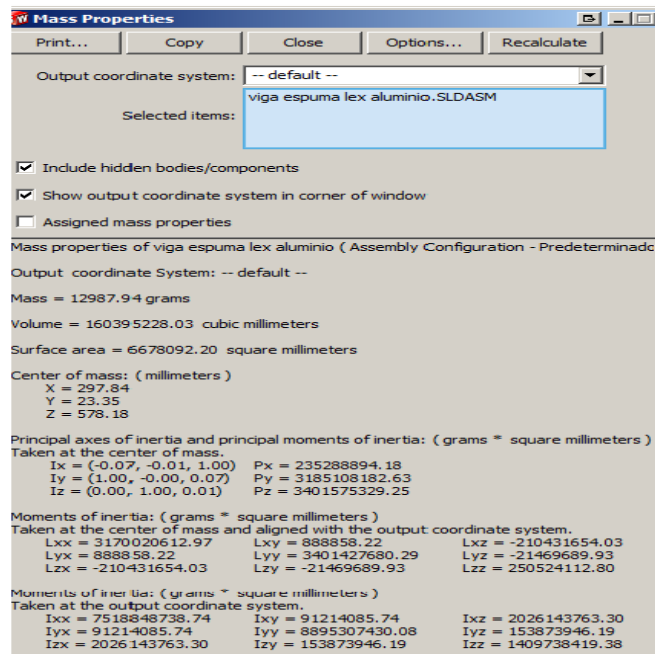 Mass Properties
Print... Copy Close Options... Recalculate
Output coordinate system: -- default --
Selected items: viga espuma lex aluminio.SLDASM
Include hidden bodies/components
Show output coordinate system in corner of window
Assigned mass properties
Mass properties of viga espuma lex aluminio ( Assembly Configuration - Predeterminado
Output coordinate System: -- default --
Mass = 12987.94 grams
Volume = 160395228.03 cubic millimeters
Surface area = 6678092.20 square millimeters
Center of mass: ( millimeters )
X = 297.84
Y = 23.35
Z = 578.18
Principal axes of inertia and principal moments of inertia: ( grams * square millimeters )
Taken at the center of mass.
Ix = (-0.07, -0.01, 1.00) Px = 235288894.18
Iy = (1.00, -0.00, 0.07) Py = 3185108182.63
Iz = (0.00, 1.00, 0.01) Pz = 3401575329.25
Moments of inertia: ( grams * square millimeters )
Taken at the center of mass and aligned with the output coordinate system.
Lxx = 3170020612.97 Lxy = 888858.22 Lxz = -210431654.03
Lyx = 888858.22 Lyy = 3401427680.29 Lyz = -21469689.93
Lzx = -210431654.03 Lzy = -21469689.93 Lzz = 250524112.80
Moments of inertia: ( grams * square millimeters )
Taken at the output coordinate system.
Ixx = 7518848738.74 Ixy = 91214085.74 Ixz = 2026143763.30
Iyx = 91214085.74 Iyy = 8895307430.08 Iyz = 153873946.19
Izx = 2026143763.30 Izy = 153873946.19 Izz = 1409738419.38